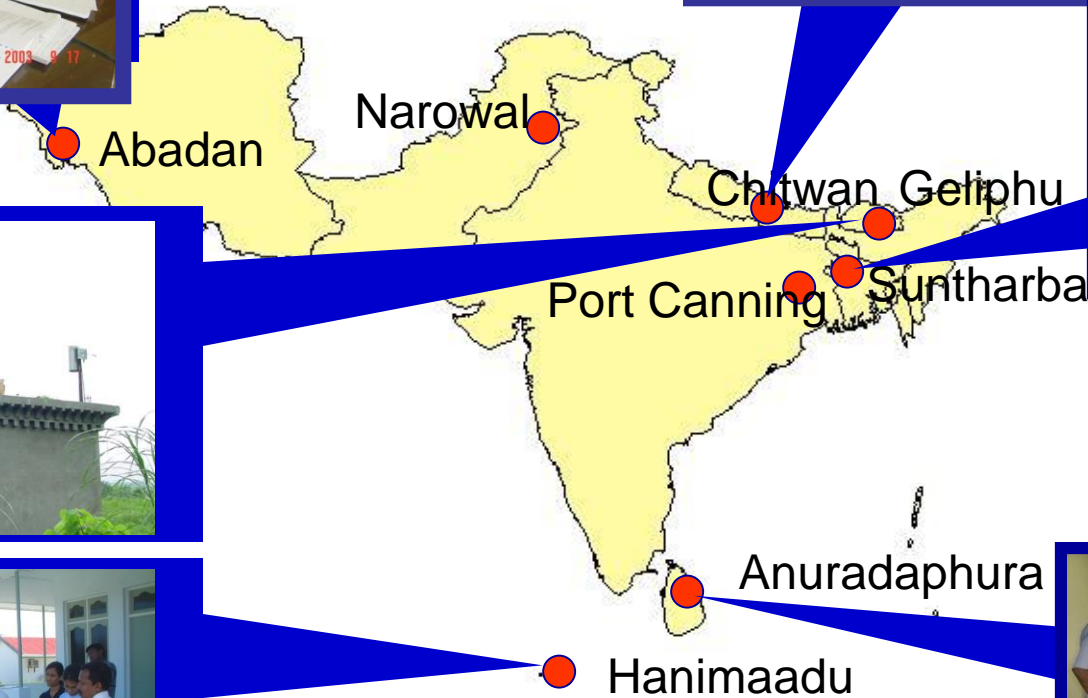 2003 9 17
Narowal
Abadan
Chitwan Geliphu
Port Canning
Suntharba
Anuradaphura
Hanimaadu